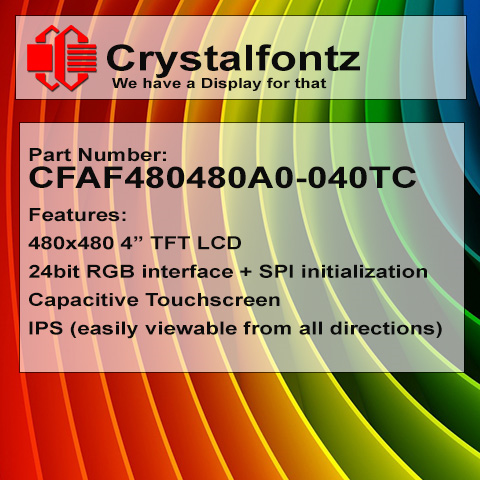 Crystalfontz
We have a Display for that
Part Number:
CFAF480480A0-040TC
Features:
480x480 4” TFT LCD
24bit RGB interface + SPI initialization
Capacitive Touchscreen
IPS (easily viewable from all directions)